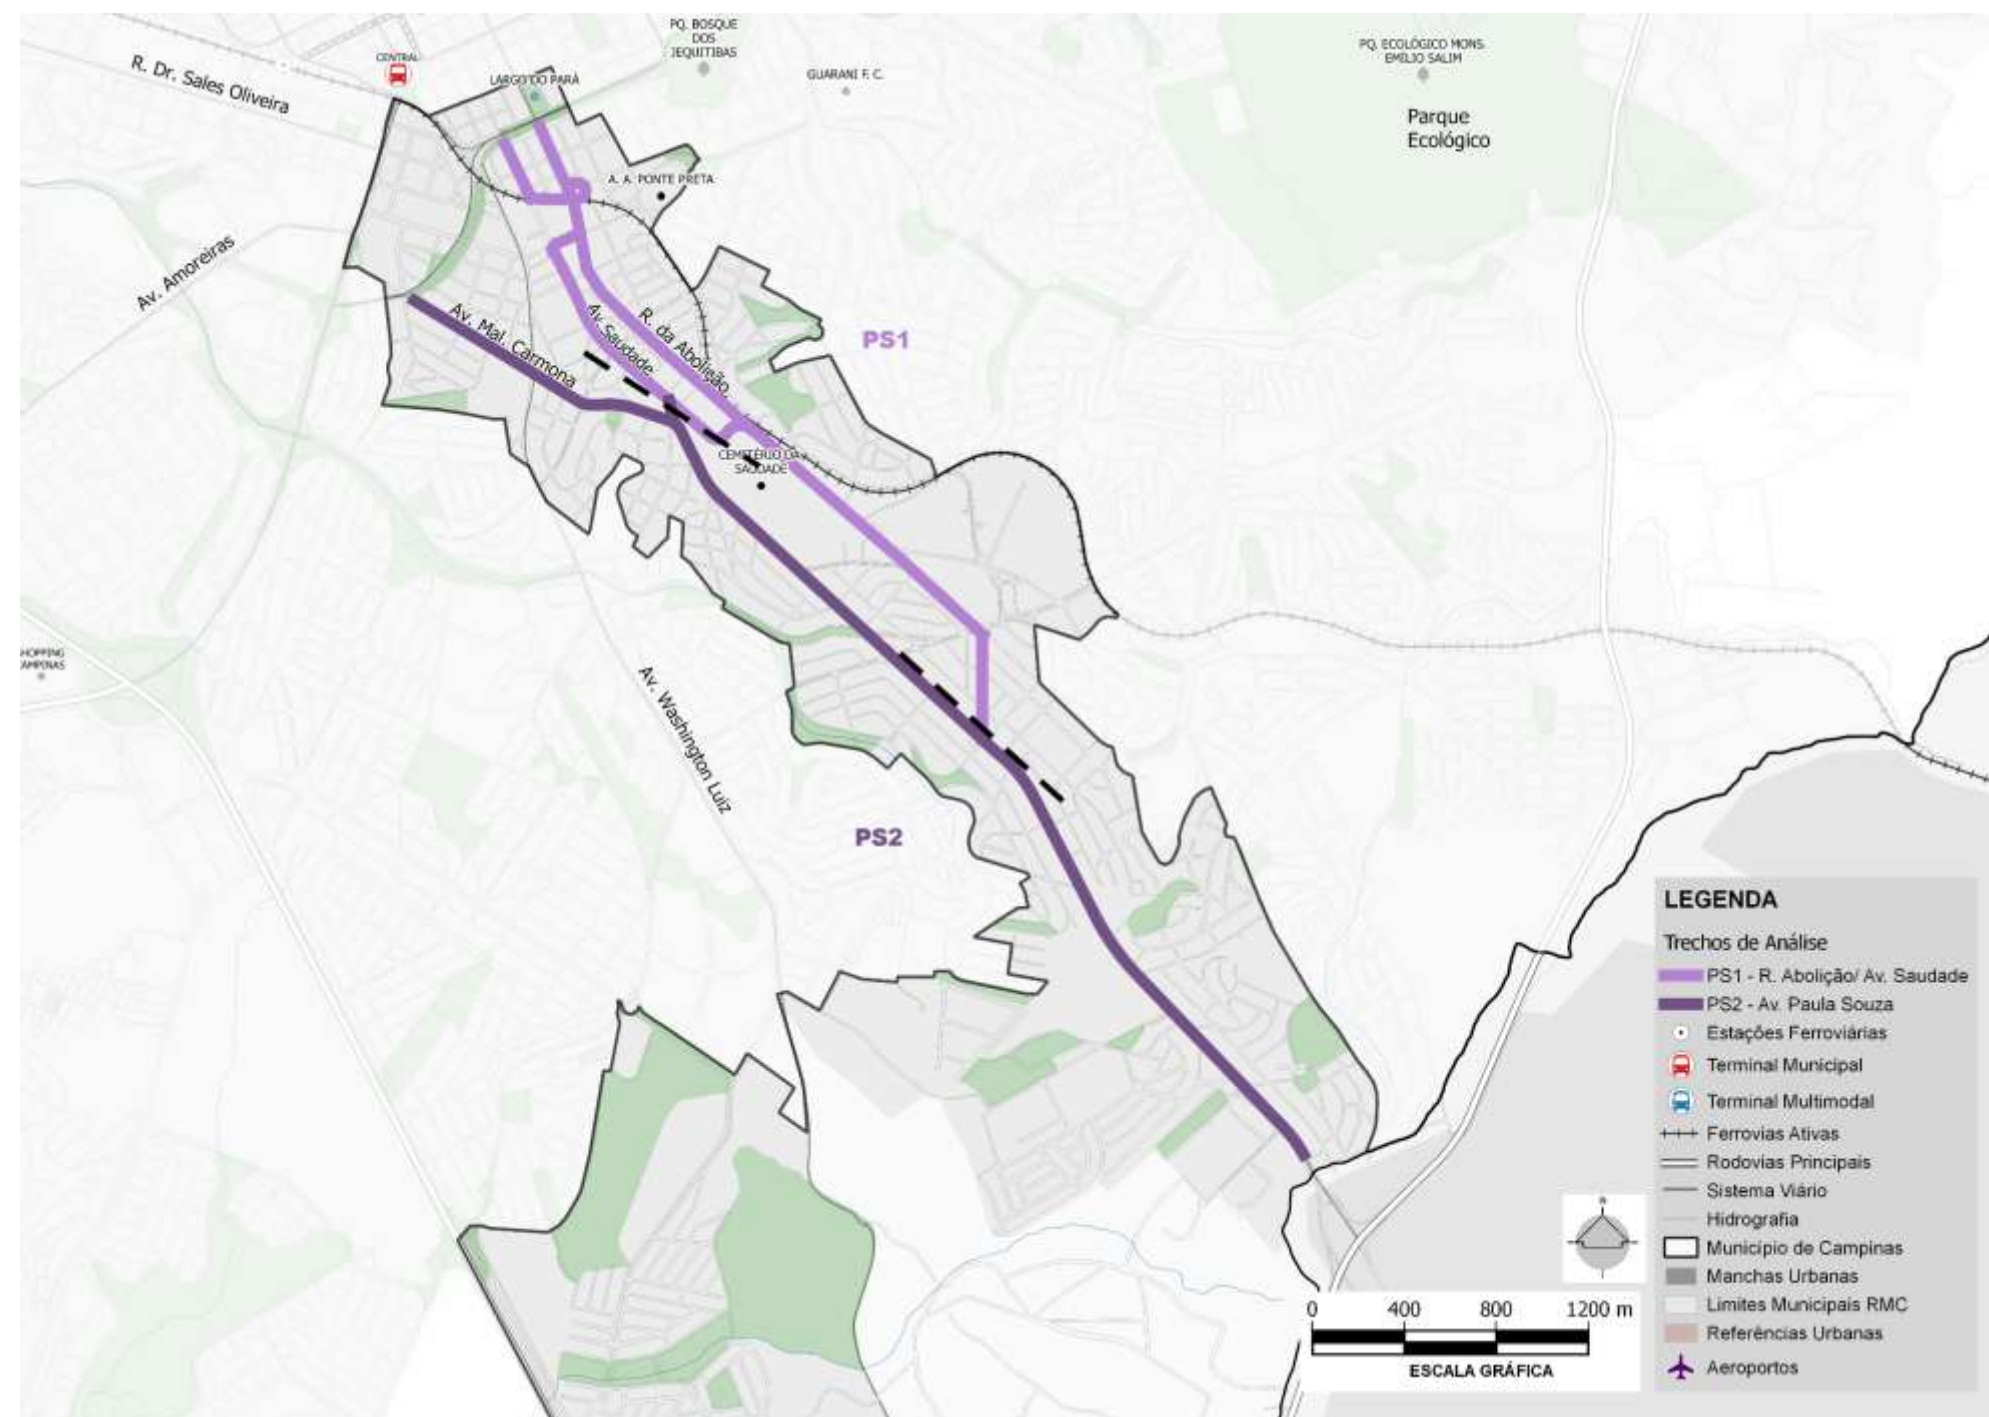 PQ. BOSQUE
DOS
JEQUITIBAS
CENTRAL
R. Dr. Sales Oliveira
LARGO DO PARÁ
GUARANI F. C.
PQ. ECOLÓGICO MONS.
EMILIO SALIM
Parque
Ecológico
A. A. PONTE PRETA
Av. Amoreiras
Av. Mal. Carmona
Av. Saudade
R. da Abolição
PS1
CEMITÉRIO DA
SAUDADE
HOPPING
AMPINAS
Av. Washington Luiz
PS2
LEGENDA
Trechos de Análise
PS1 - R. Abolição/ Av. Saudade
PS2 - Av. Paula Souza
Estações Ferroviárias
Terminal Municipal
Terminal Multimodal
Ferrovias Ativas
Rodovias Principais
Sistema Viário
Hidrografia
Município de Campinas
Manchas Urbanas
Limites Municipais RMC
Referências Urbanas
Aeroportos
N
0 400 800 1200 m
ESCALA GRÁFICA